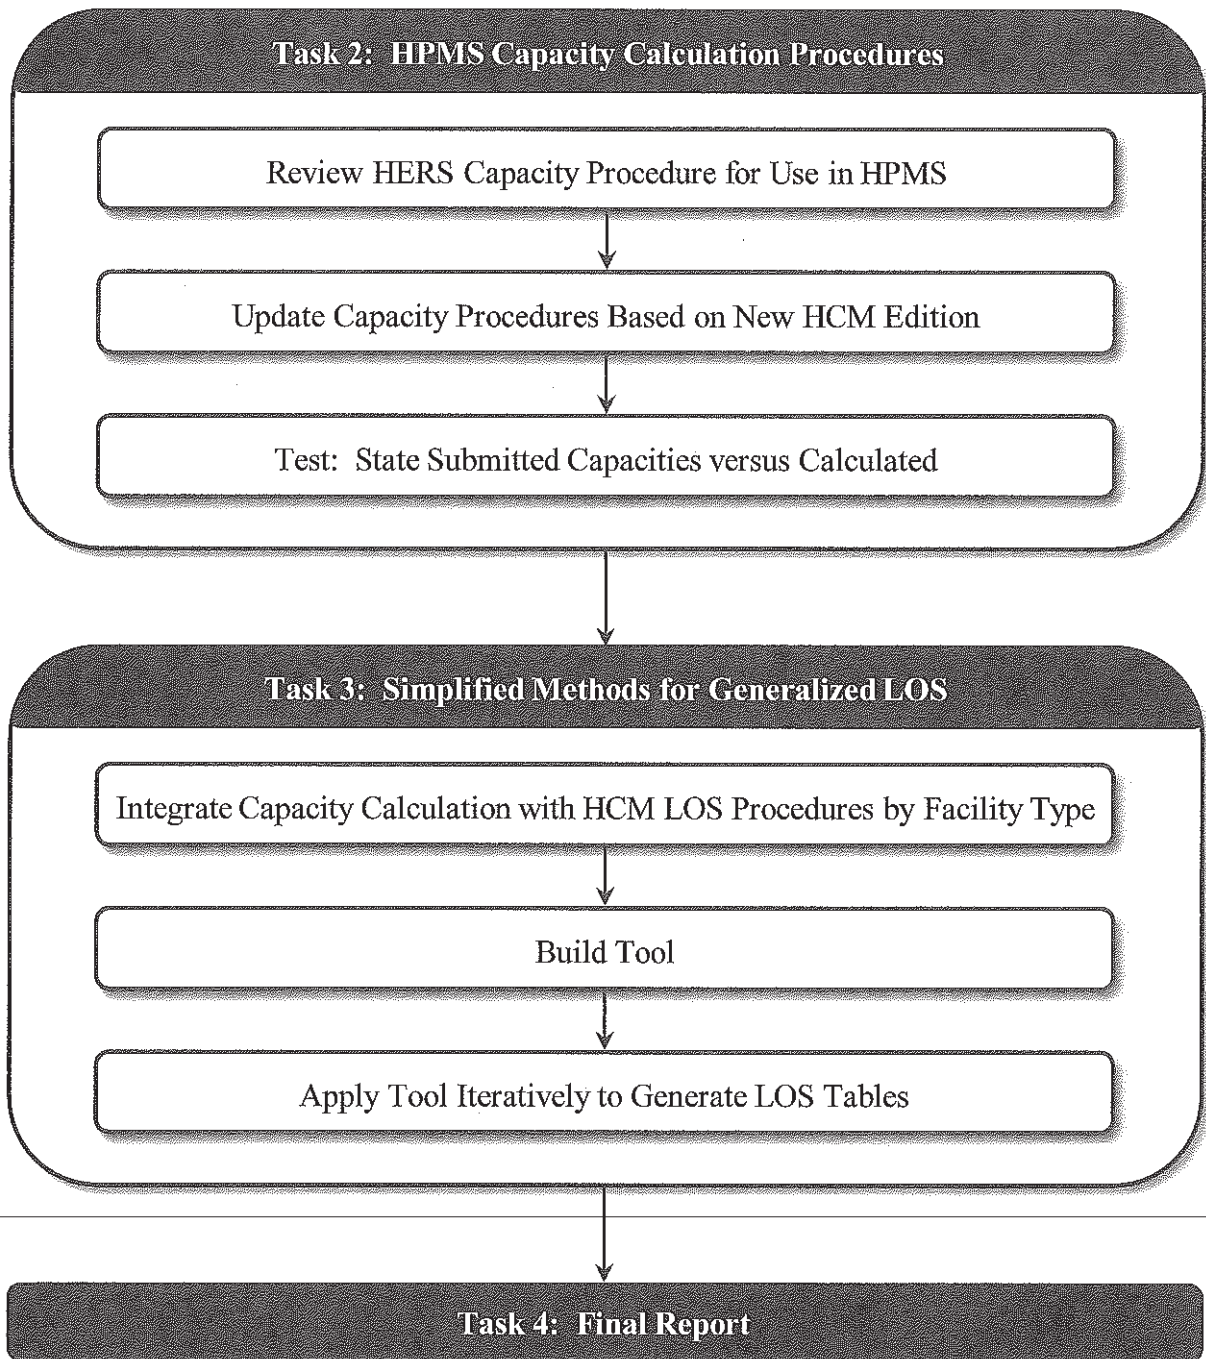 Task 2: HPMS Capacity Calculation Procedures
Review HERS Capacity Procedure for Use in HPMS
Update Capacity Procedures Based on New HCM Edition
Test: State Submitted Capacities versus Calculated
Task 3: Simplified Methods for Generalized LOS
Integrate Capacity Calculation with HCM LOS Procedures by Facility Type
Build Tool
Apply Tool Iteratively to Generate LOS Tables
Task 4: Final Report